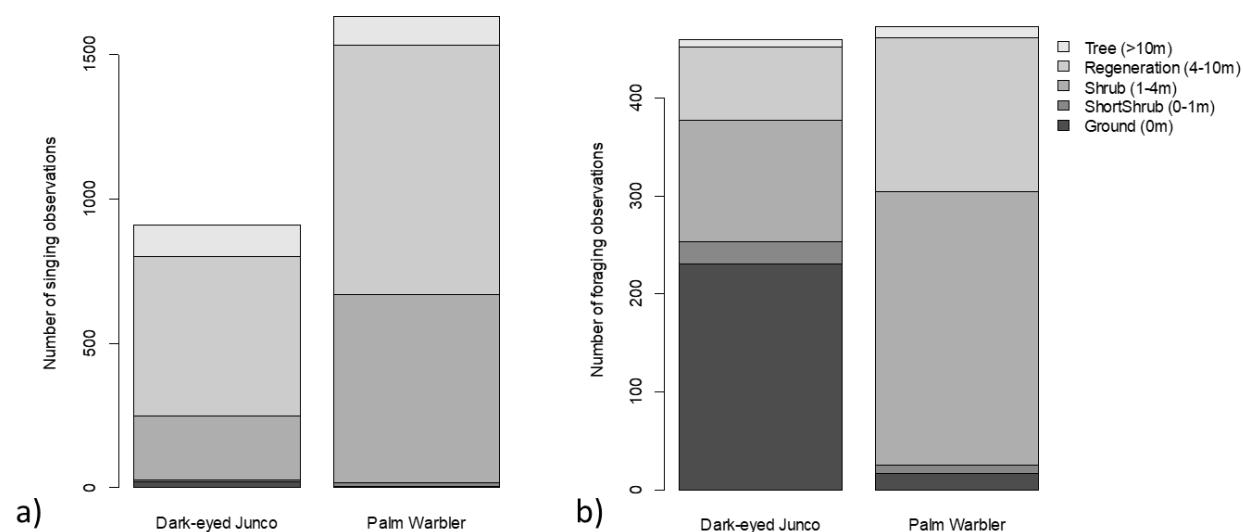 Number of singing observations
1500
1000
500
0
Dark-eyed Junco
Palm Warbler
a)
Number of foraging observations
400
300
200
100
0
Dark-eyed Junco
Palm Warbler
b)
Tree (>10m)
Regeneration (4-10m)
Shrub (1-4m)
ShortShrub (0-1m)
Ground (0m)